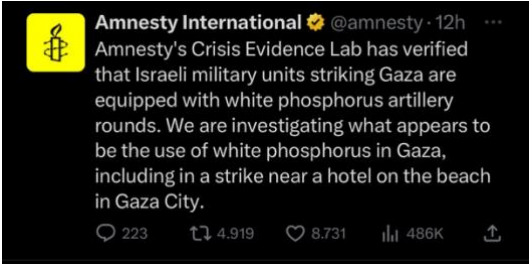 Amnesty International @amnesty · 12h ···
Amnesty's Crisis Evidence Lab has verified
that Israeli military units striking Gaza are
equipped with white phosphorus artillery
rounds. We are investigating what appears to
be the use of white phosphorus in Gaza,
including in a strike near a hotel on the beach
in Gaza City.
223 4.919 8.731 486K